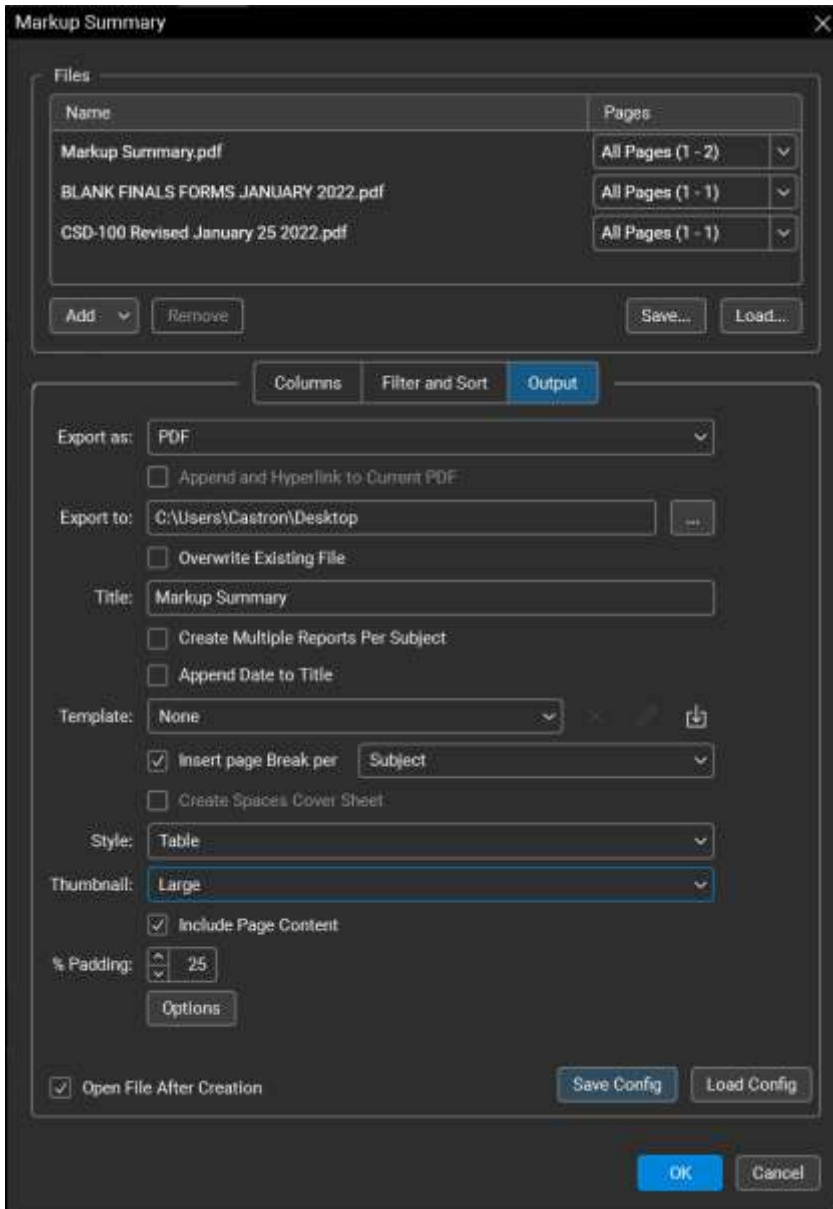 Markup Summary
Files
Name Pages
Markup Summary.pdf All Pages (1 - 2)
BLANK FINALS FORMS JANUARY 2022.pdf All Pages (1 - 1)
CSD-100 Revised January 25 2022.pdf All Pages (1 - 1)
Add Remove Save... Load...
Columns Filter and Sort Output
Export as: PDF
Append and Hyperlink to Current PDF
Export to: C:\Users\Castron\Desktop ...
Overwrite Existing File
Title: Markup Summary
Create Multiple Reports Per Subject
Append Date to Title
Template: None
Insert page Break per Subject
Create Spaces Cover Sheet
Style: Table
Thumbnail: Large
Include Page Content
% Padding: 25
Options
Open File After Creation Save Config Load Config
OK Cancel